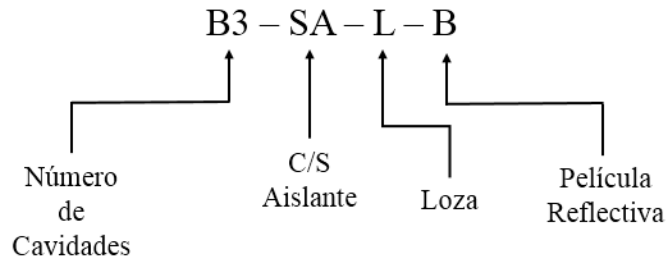 B3 – SA – L – B
Número
de
Cavidades
C/S
Aislante
Loza
Película
Reflectiva